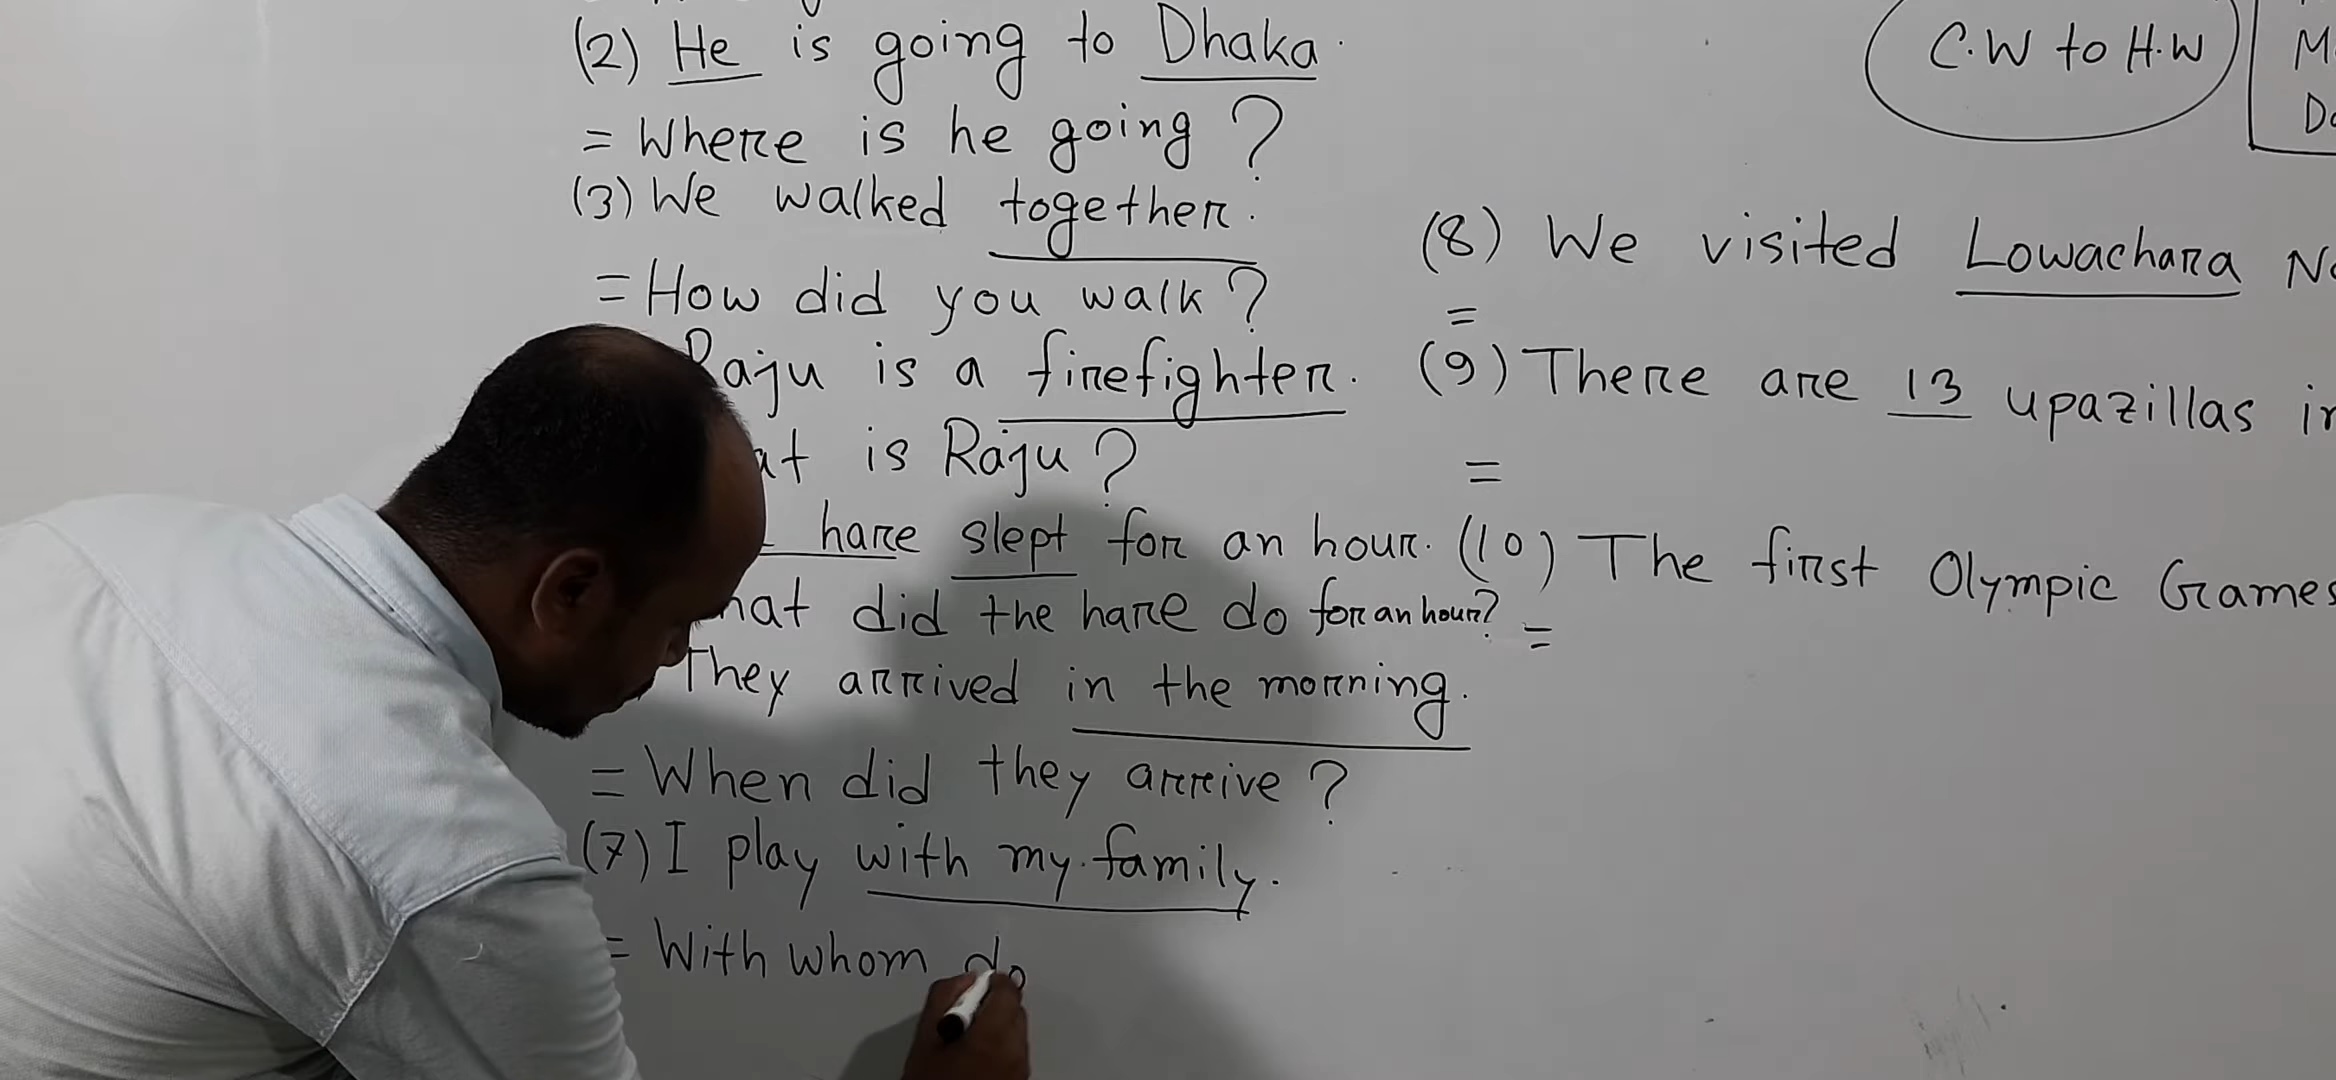 (2) He is going to Dhaka.
= Where is he going?
(3) We walked together.
= How did you walk?
Raju is a firefighter.
at is Raju?
hare slept for an hour.
hat did the hare do for an hour?
They arrived in the morning.
= When did they arrive?
(7) I play with my family.
= With whom do
C.W to H.W
M
Do
(8) We visited Lowachara Na
=
(9) There are 13 upazillas in
=
(10) The first Olympic Games
=